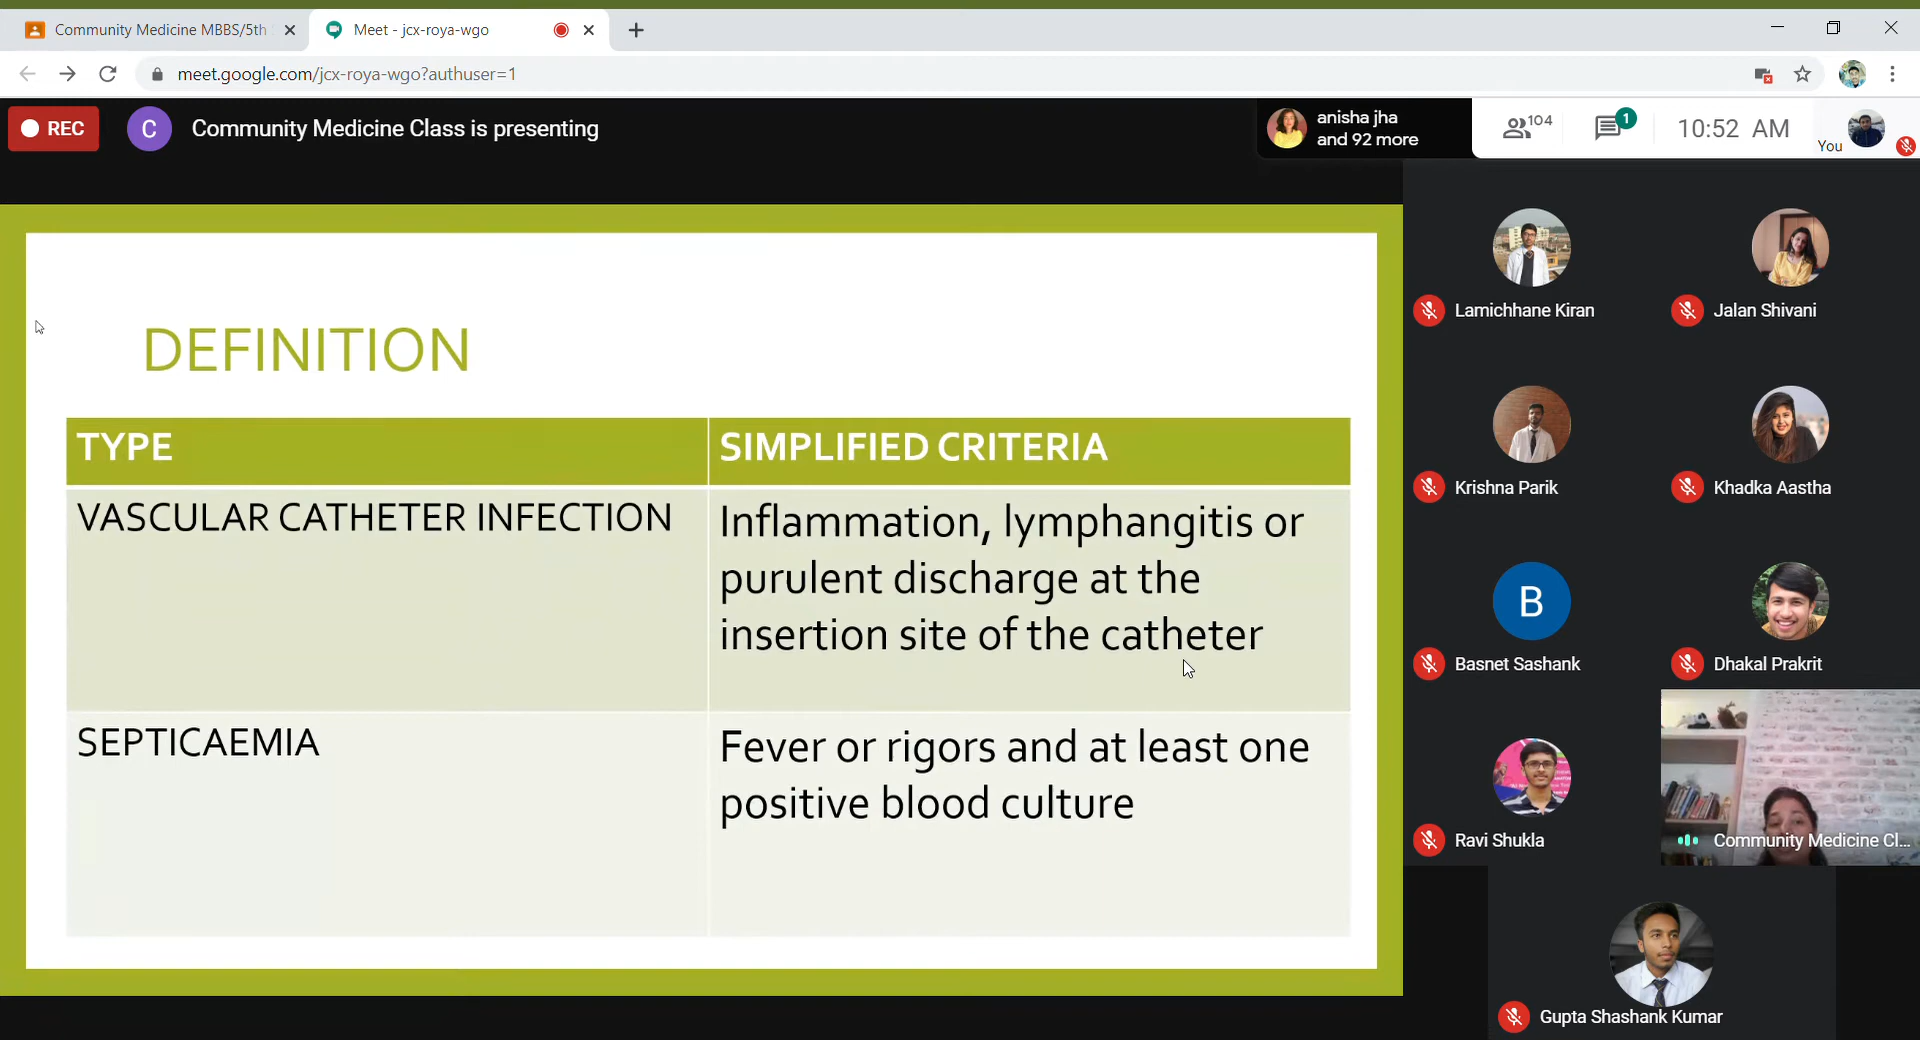 Community Medicine MBBS/5th
Meet - jcx-roya-wgo
meet.google.com/jcx-roya-wgo?authuser=1
REC
C
Community Medicine Class is presenting
anisha jha
and 92 more
104
1
10:52 AM
You
DEFINITION
TYPE
SIMPLIFIED CRITERIA
VASCULAR CATHETER INFECTION
Inflammation, lymphangitis or
purulent discharge at the
insertion site of the catheter
SEPTICAEMIA
Fever or rigors and at least one
positive blood culture
Lamichhane Kiran
Jalan Shivani
Krishna Parik
Khadka Aastha
B
Basnet Sashank
Dhakal Prakrit
Ravi Shukla
Community Medicine Cl...
Gupta Shashank Kumar